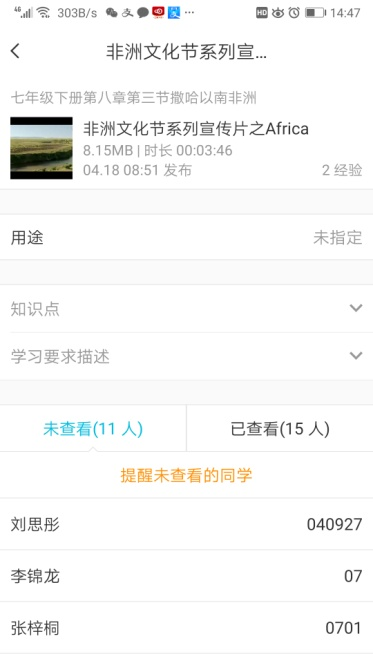 303B/s HD 14:47
非洲文化节系列宣...
七年级下册第八章第三节撒哈以南非洲
非洲文化节系列宣传片之Africa
8.15MB | 时长 00:03:46
04.18 08:51 发布 2 经验
用途 未指定
知识点
学习要求描述
未查看(11 人) 已查看(15 人)
提醒未查看的同学
刘思彤 040927
李锦龙 07
张梓桐 0701